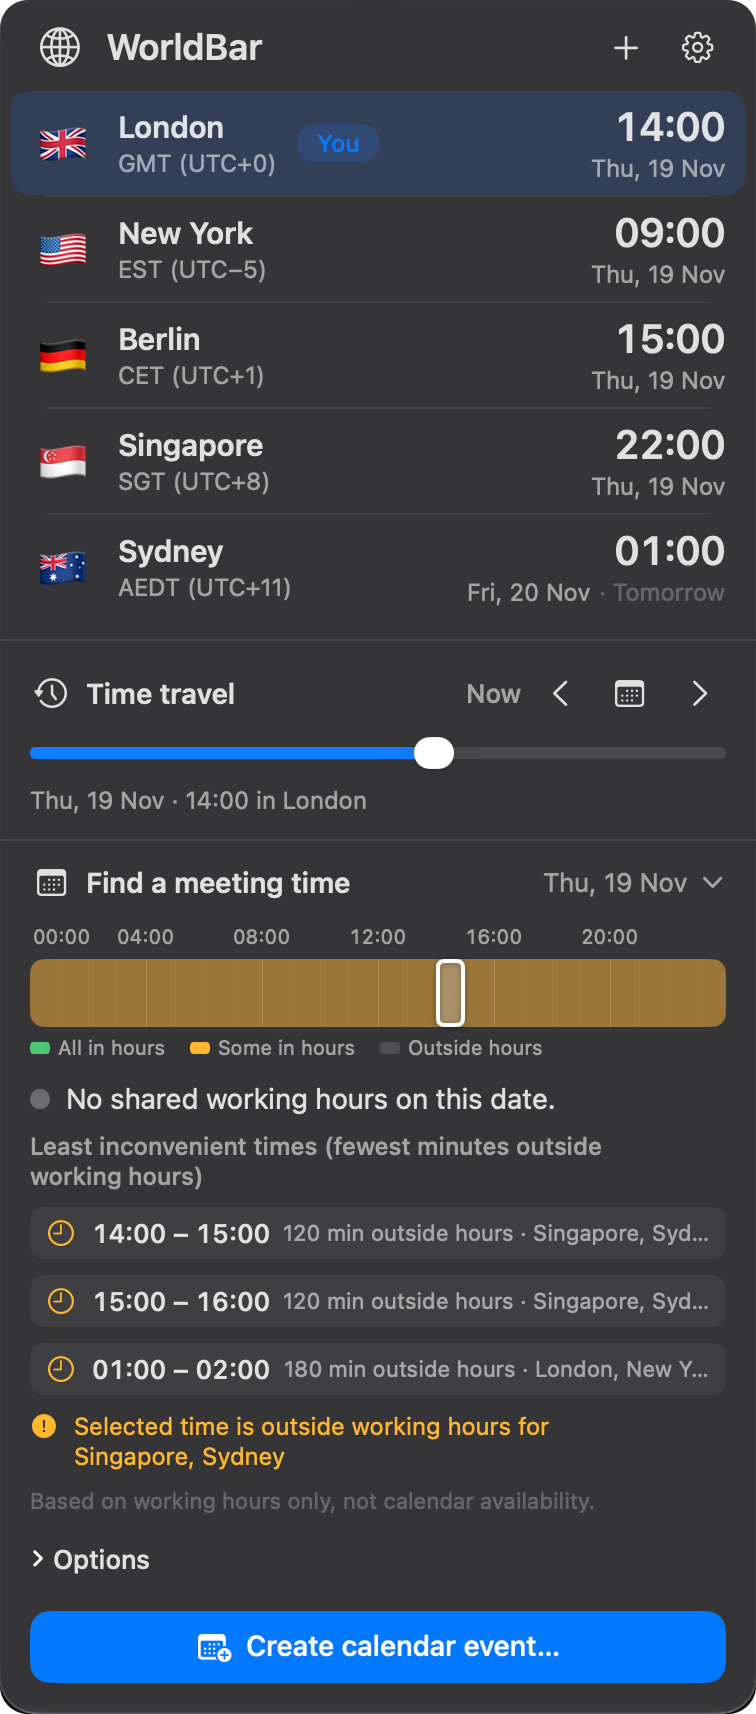 WorldBar
London
GMT (UTC+0)
You
14:00
Thu, 19 Nov
New York
EST (UTC−5)
09:00
Thu, 19 Nov
Berlin
CET (UTC+1)
15:00
Thu, 19 Nov
Singapore
SGT (UTC+8)
22:00
Thu, 19 Nov
Sydney
AEDT (UTC+11)
01:00
Fri, 20 Nov · Tomorrow
Time travel
Now
Thu, 19 Nov · 14:00 in London
Find a meeting time
Thu, 19 Nov
00:00 04:00 08:00 12:00 16:00 20:00
All in hours Some in hours Outside hours
No shared working hours on this date.
Least inconvenient times (fewest minutes outside
working hours)
14:00 – 15:00 120 min outside hours · Singapore, Syd...
15:00 – 16:00 120 min outside hours · Singapore, Syd...
01:00 – 02:00 180 min outside hours · London, New Y...
Selected time is outside working hours for
Singapore, Sydney
Based on working hours only, not calendar availability.
Options
Create calendar event...